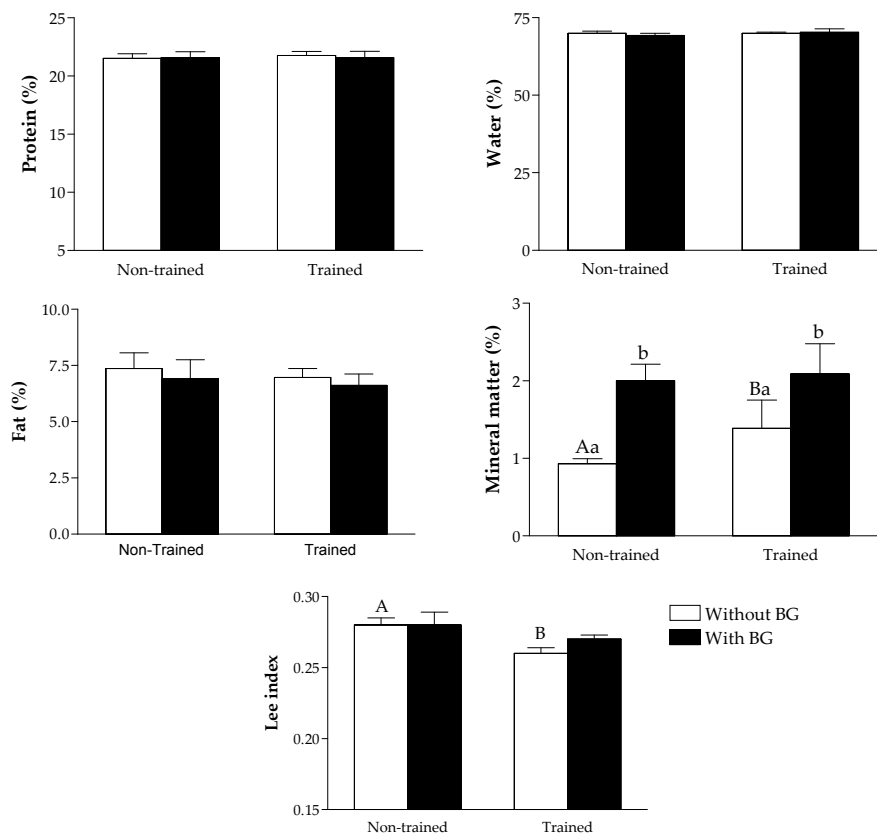 Protein (%)
25
20
15
10
5
Non-trained
Trained
Water (%)
75
50
25
0
Non-trained
Trained
Fat (%)
10.0
7.5
5.0
2.5
0.0
Non-Trained
Trained
Mineral matter (%)
3
2
1
0
Aa
b
Ba
b
Non-trained
Trained
Lee index
0.30
0.25
0.20
0.15
A
B
Non-trained
Trained
Without BG
With BG